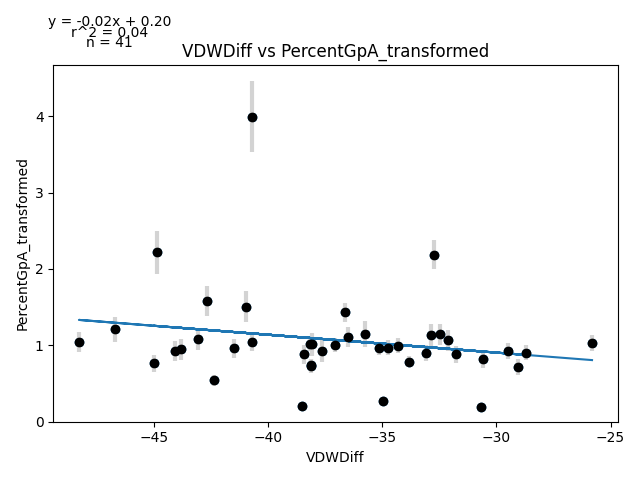 y = -0.02x + 0.20
r^2 = 0.04
n = 41
VDWDiff vs PercentGpA_transformed
PercentGpA_transformed
4
3
2
1
0
−45
−40
−35
−30
−25
VDWDiff